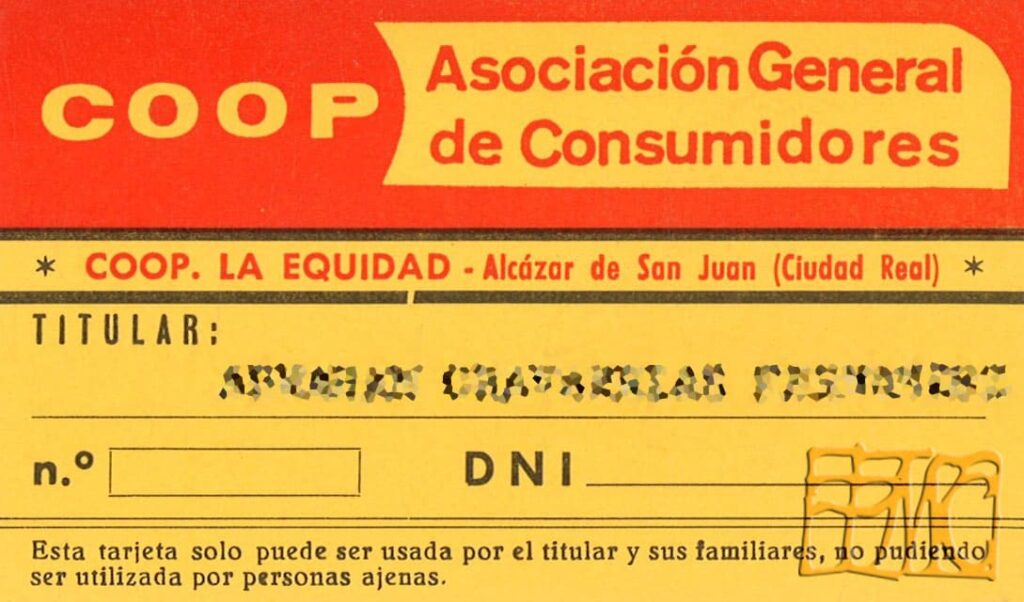 COOP
Asociación General
de Consumidores
* COOP. LA EQUIDAD - Alcázar de San Juan (Ciudad Real) *
TITULAR:
n.º
DNI
Esta tarjeta solo puede ser usada por el titular y sus familiares, no pudiendo
ser utilizada por personas ajenas.